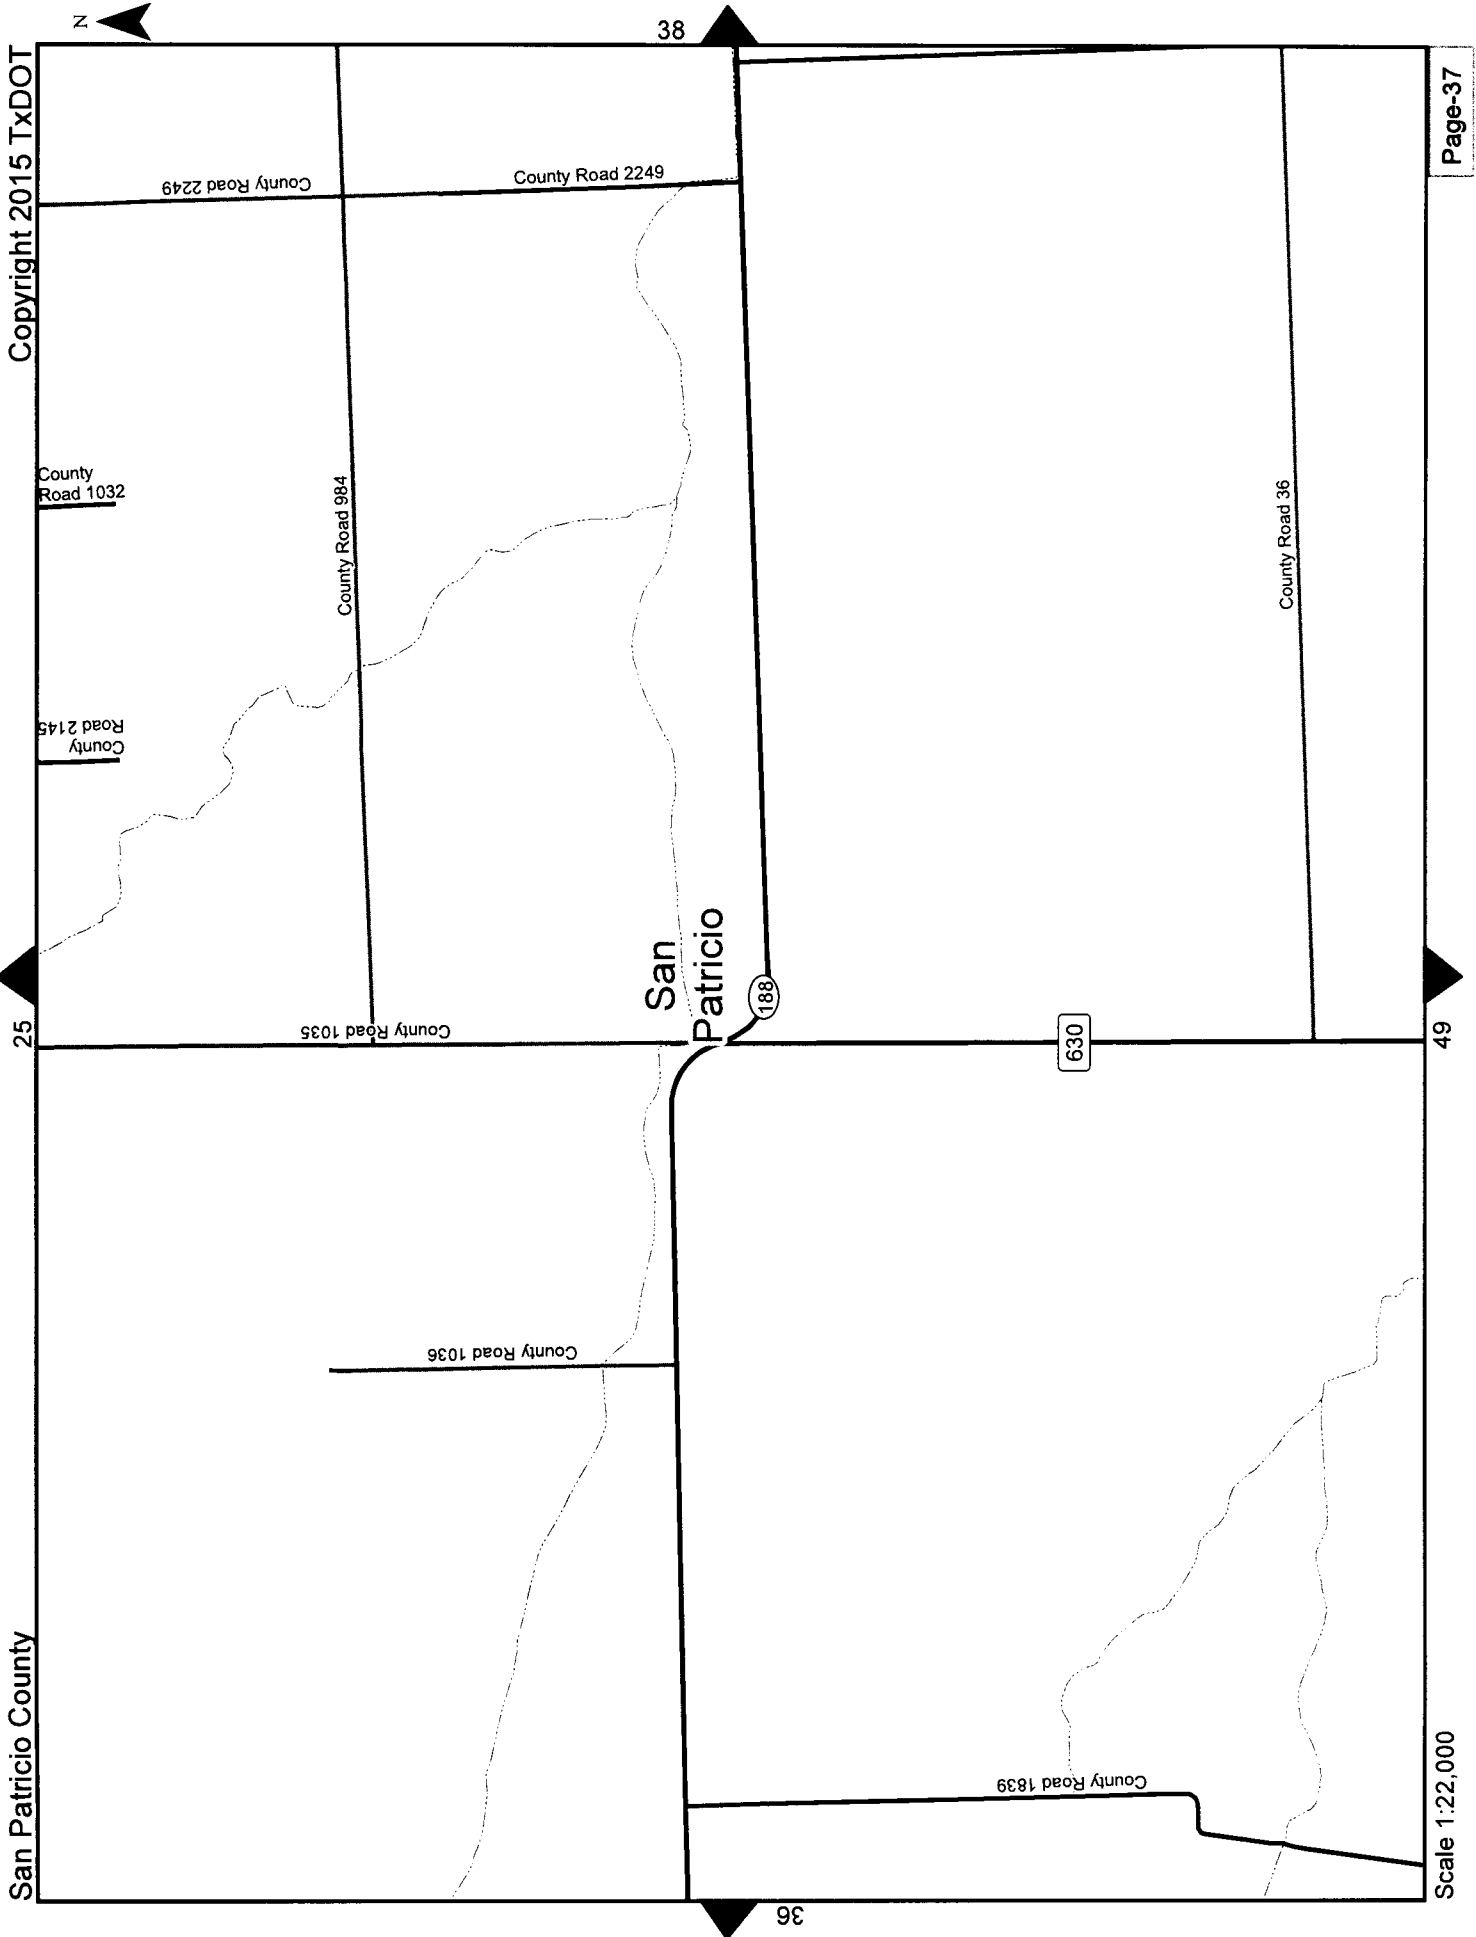 San Patricio County
Copyright 2015 TxDOT
N
25
County
Road 2145
County
Road 1032
County Road 2249
County Road 984
County Road 1035
County Road 2249
County Road 1036
San
Patricio
188
38
36
630
County Road 1839
County Road 36
Scale 1:22,000
49
Page-37